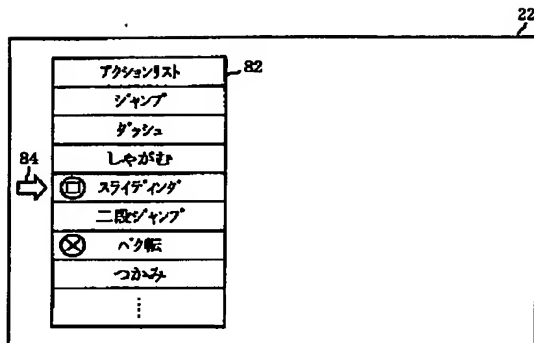 22
アクションリスト
82
ジャンプ
ダッシュ
しゃがむ
84
スライディング
二段ジャンプ
バク転
つかみ
⋮